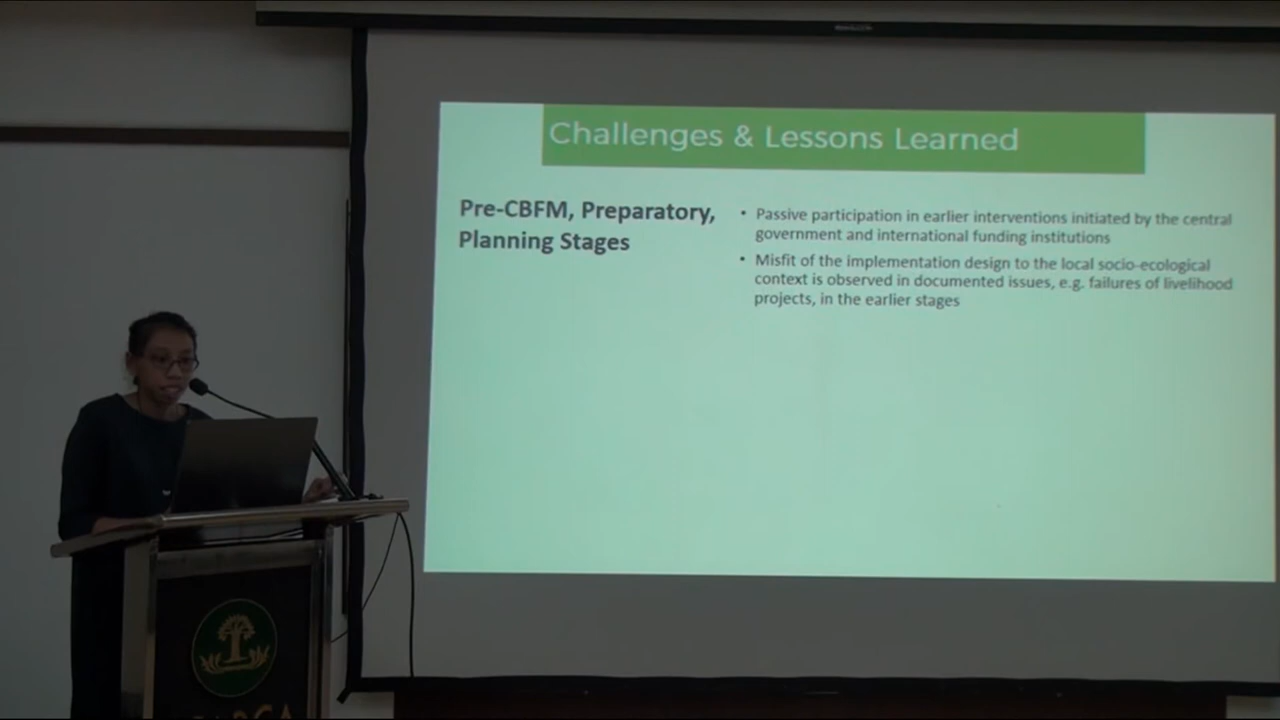 Challenges & Lessons Learned
Pre-CBFM, Preparatory,
Planning Stages
• Passive participation in earlier interventions initiated by the central
government and international funding institutions
• Misfit of the implementation design to the local socio-ecological
context is observed in documented issues, e.g. failures of livelihood
projects, in the earlier stages